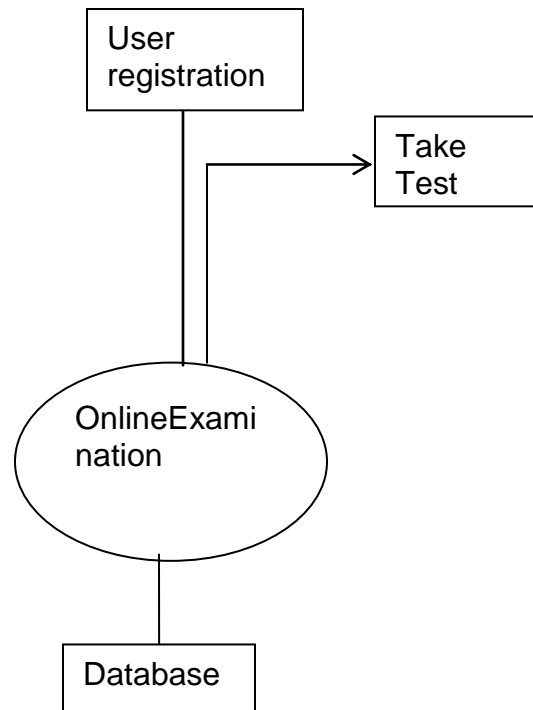 User
registration
Take
Test
OnlineExami
nation
Database